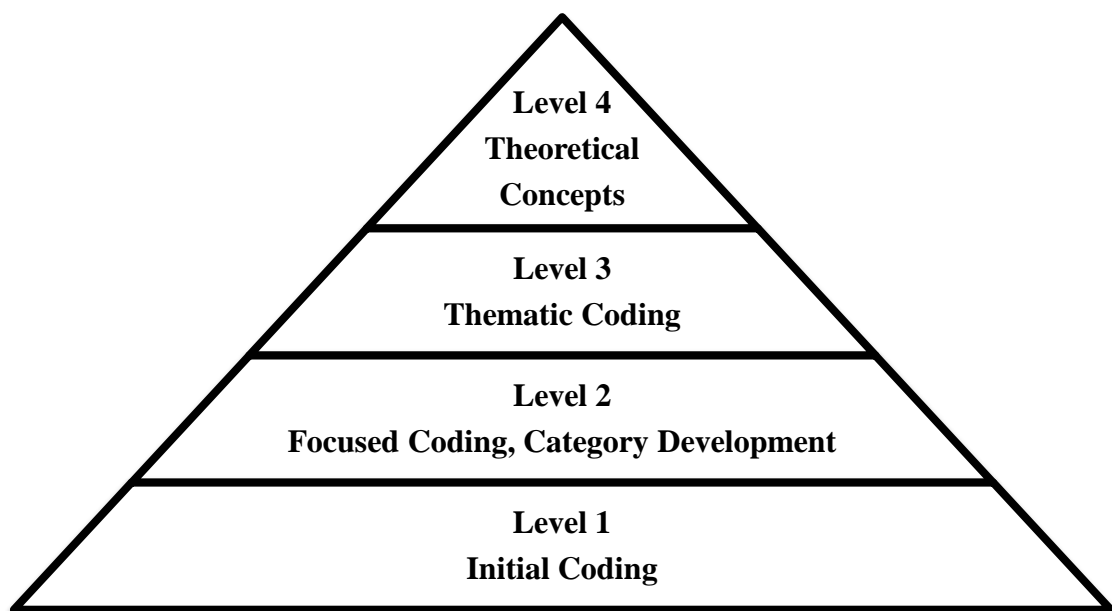 Level 4
Theoretical
Concepts
Level 3
Thematic Coding
Level 2
Focused Coding, Category Development
Level 1
Initial Coding